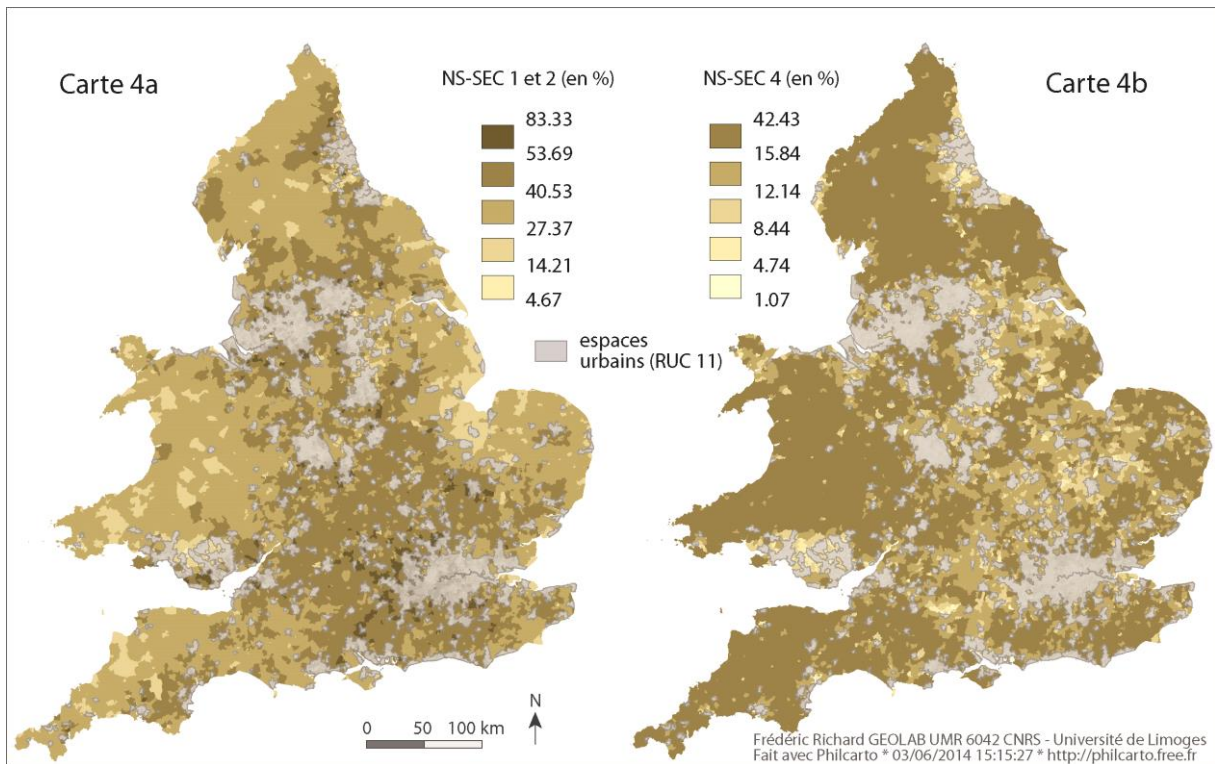 Carte 4a
NS-SEC 1 et 2 (en %)
83.33
53.69
40.53
27.37
14.21
4.67
espaces
urbains (RUC 11)
NS-SEC 4 (en %)
42.43
15.84
12.14
8.44
4.74
1.07
Carte 4b
0 50 100 km
N
Frédéric Richard GEOLAB UMR 6042 CNRS - Université de Limoges
Fait avec Philcarto * 03/06/2014 15:15:27 * http://philcarto.free.fr